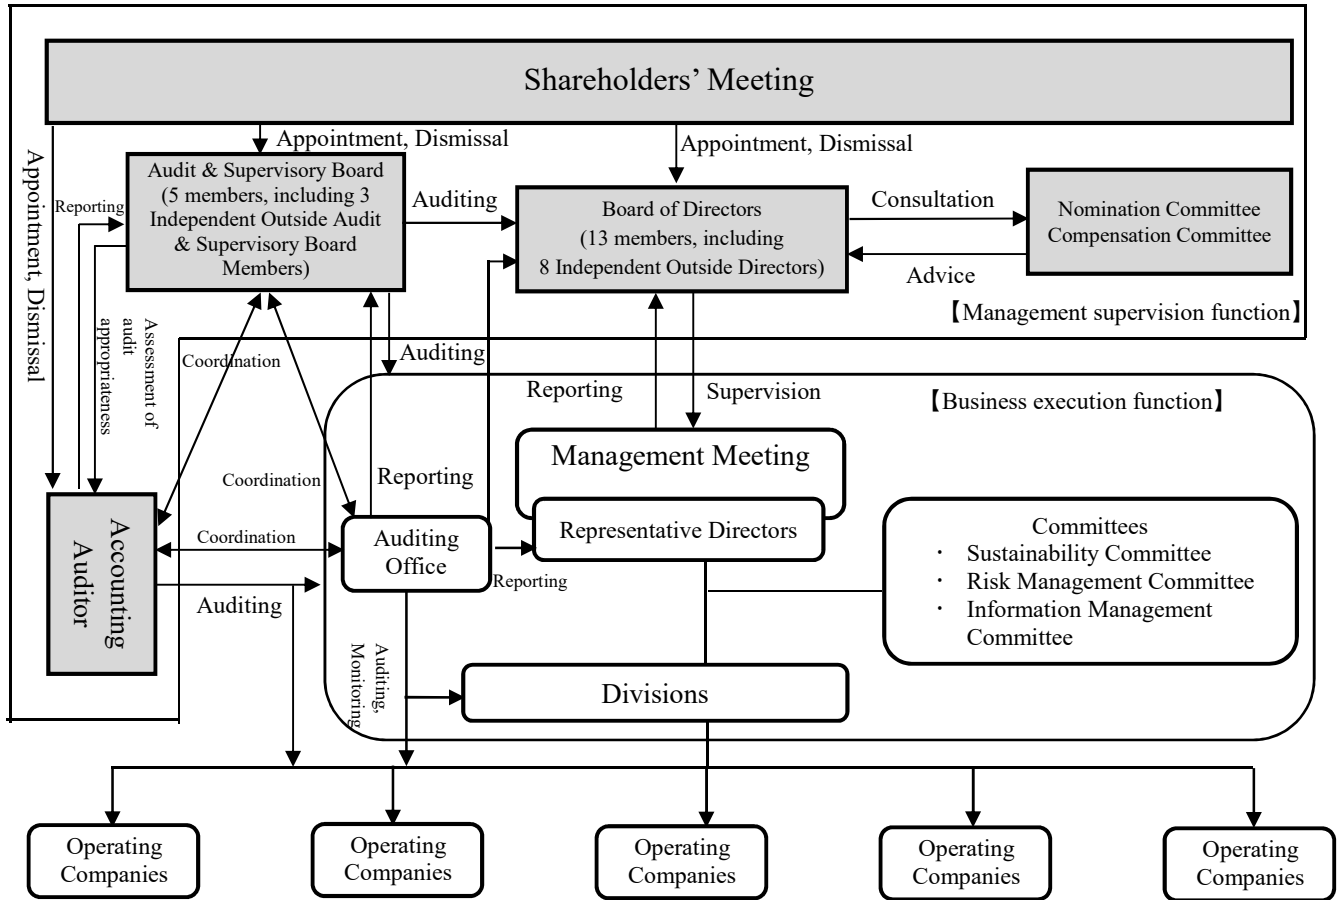 Shareholders’ Meeting
Appointment, Dismissal
Appointment, Dismissal
Appointment, Dismissal
Audit & Supervisory Board
(5 members, including 3
Independent Outside Audit
& Supervisory Board
Members)
Reporting
Auditing
Board of Directors
(13 members, including
8 Independent Outside Directors)
Consultation
Advice
Nomination Committee
Compensation Committee
【Management supervision function】
Assessment of
audit
appropriateness
Coordination
Auditing
Reporting
Supervision
【Business execution function】
Management Meeting
Representative Directors
Coordination
Reporting
Coordination
Auditing
Office
Reporting
Accounting
Auditor
Auditing
Committees
・ Sustainability Committee
・ Risk Management Committee
・ Information Management
Committee
Auditing,
Monitoring
Divisions
Operating
Companies
Operating
Companies
Operating
Companies
Operating
Companies
Operating
Companies